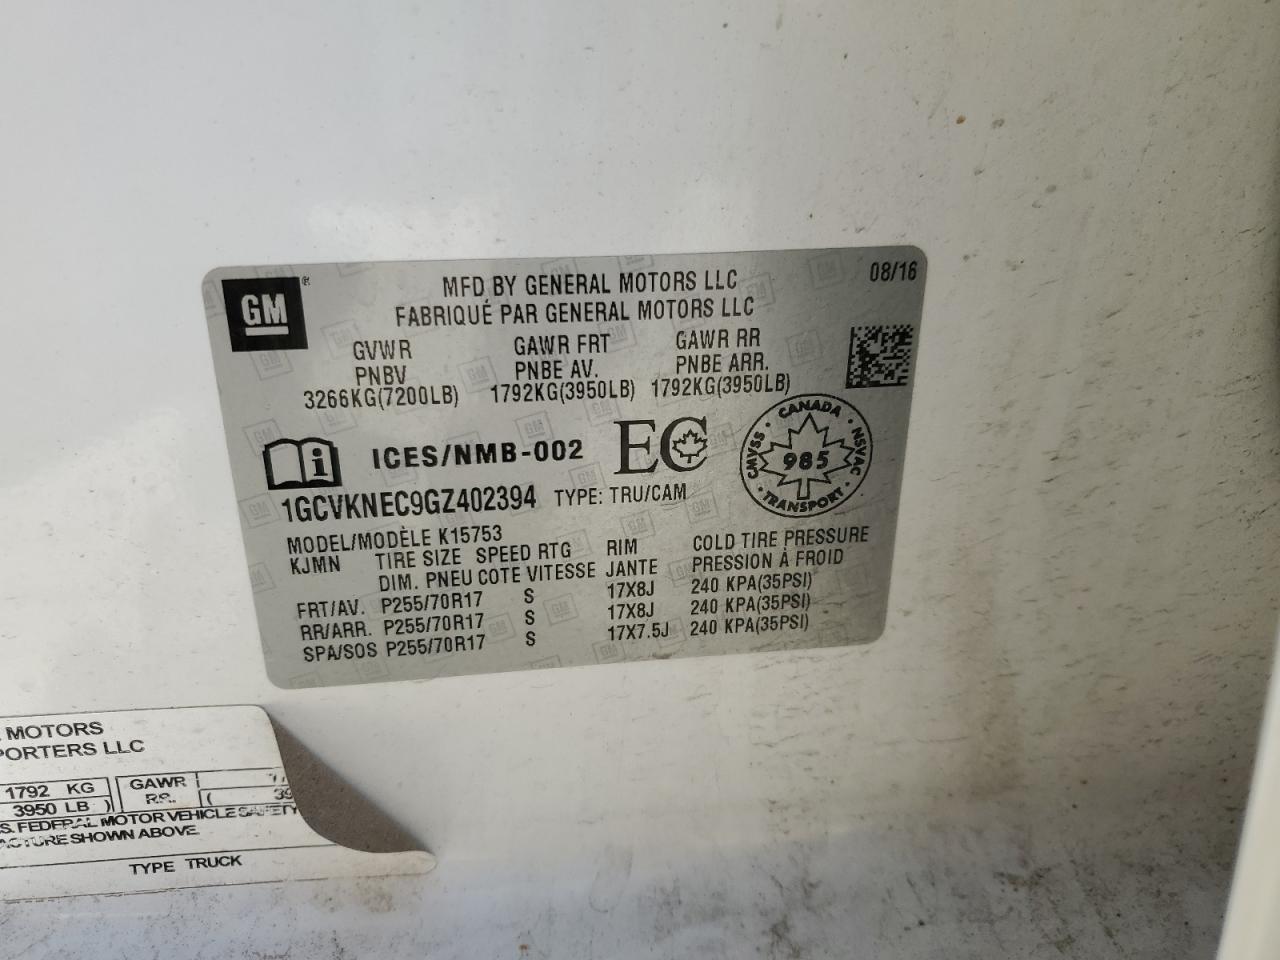 GM®
MFD BY GENERAL MOTORS LLC
08/16
FABRIQUÉ PAR GENERAL MOTORS LLC
GVWR GAWR FRT GAWR RR
PNBV PNBE AV. PNBE ARR.
3266KG(7200LB) 1792KG(3950LB) 1792KG(3950LB)
i ICES/NMB-002 EC
CANADA
CMVSS 985 NSVAC
TRANSPORT
1GCVKNEC9GZ402394 TYPE: TRU/CAM
MODEL/MODÈLE K15753
KJMN TIRE SIZE SPEED RTG RIM COLD TIRE PRESSURE
DIM. PNEU COTE VITESSE JANTE PRESSION À FROID
FRT/AV. P255/70R17 S 17X8J 240 KPA(35PSI)
RR/ARR. P255/70R17 S 17X8J 240 KPA(35PSI)
SPA/SOS P255/70R17 S 17X7.5J 240 KPA(35PSI)
MOTORS
PORTERS LLC
1792 KG GAWR
3950 LB ) RR. ( 39
S. FEDERAL MOTOR VEHICLE SAFETY
ACTURE SHOWN ABOVE.
TYPE TRUCK